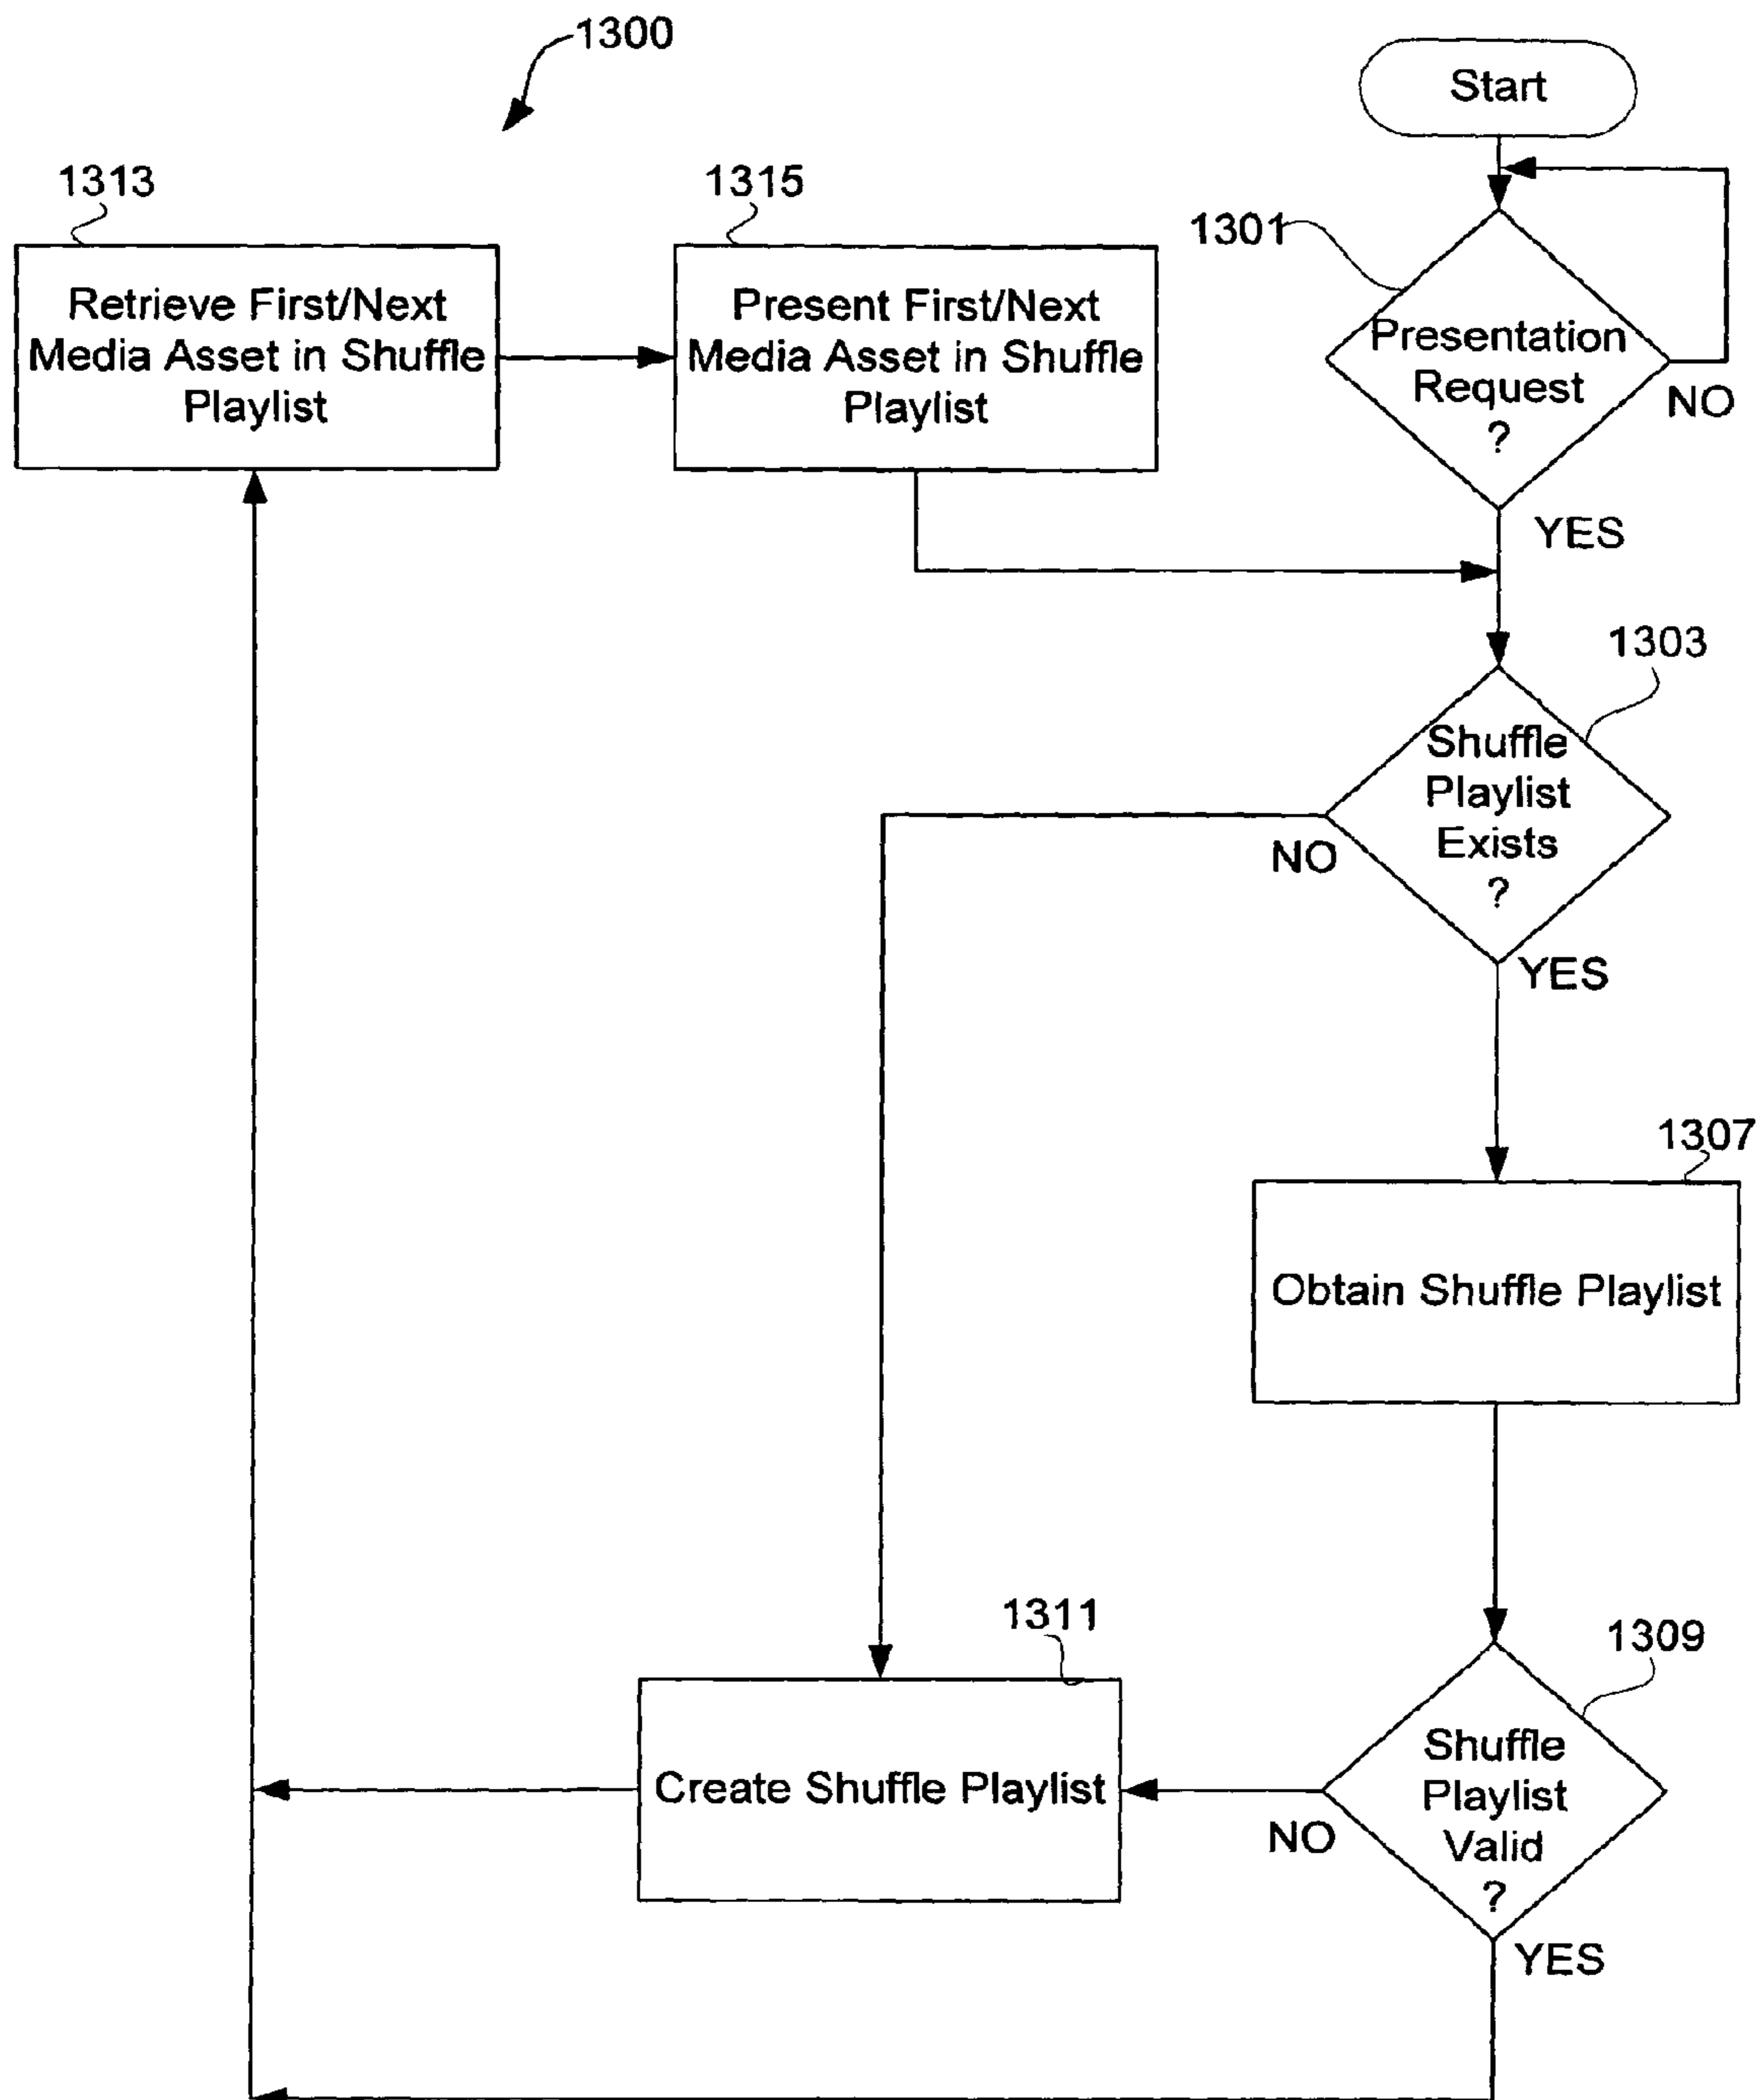 1300
Start
1313
1315
1301
Retrieve First/Next
Media Asset in Shuffle
Playlist
Present First/Next
Media Asset in Shuffle
Playlist
Presentation
Request
?
NO
YES
1303
Shuffle
Playlist
Exists
?
NO
YES
1307
Obtain Shuffle Playlist
1311
1309
Create Shuffle Playlist
Shuffle
Playlist
Valid
?
NO
YES